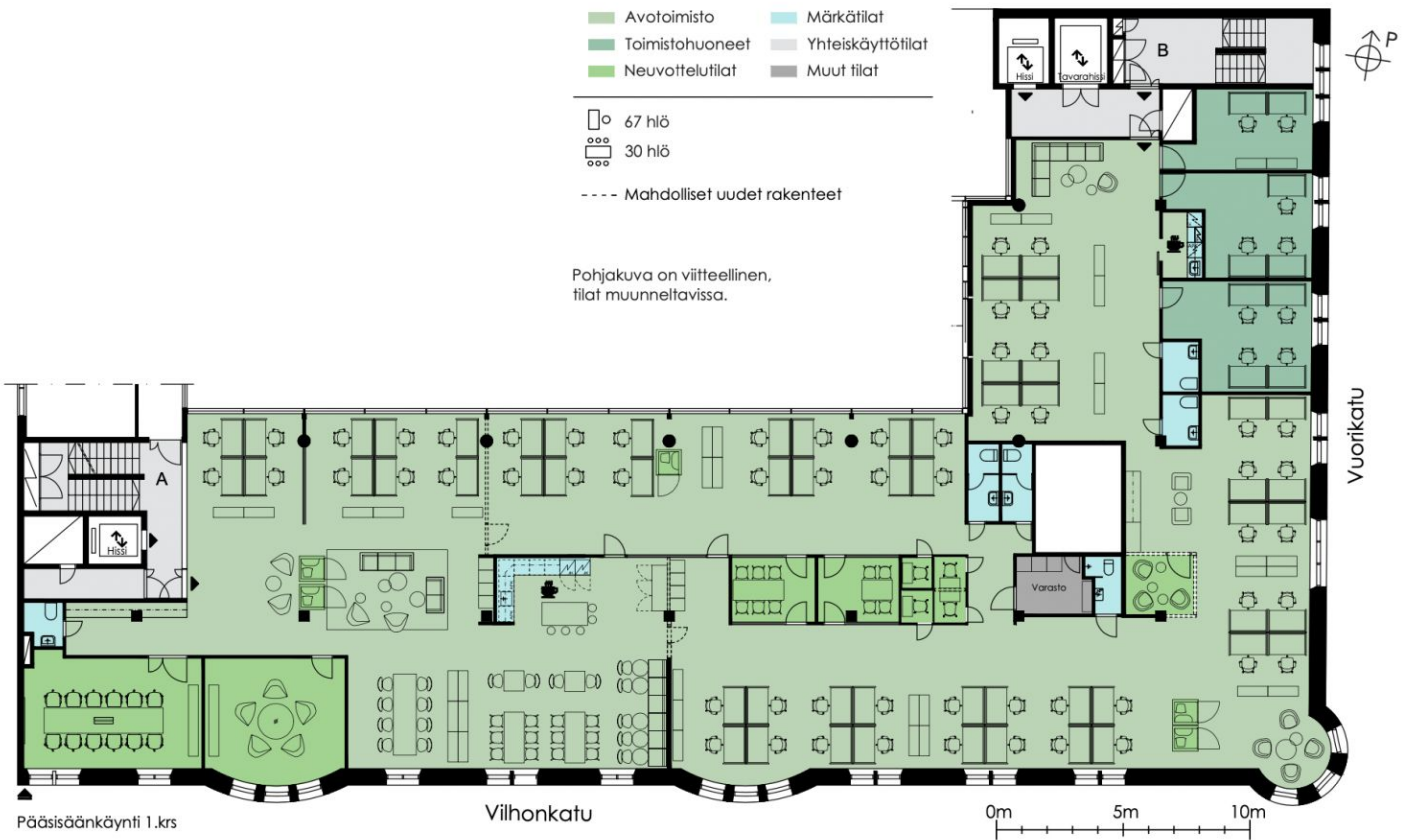 Avotoimisto
Märkätilat
Toimistohuoneet
Yhteiskäyttötilat
Neuvottelutilat
Muut tilat
67 hlö
30 hlö
Mahdolliset uudet rakenteet
Pohjakuva on viitteellinen,
tilat muunneltavissa.
Hissi
Tavarahissi
B
P
Vuorikatu
A
Hissi
Varasto
Pääsisäänkäynti 1.krs
Vilhonkatu
0m 5m 10m